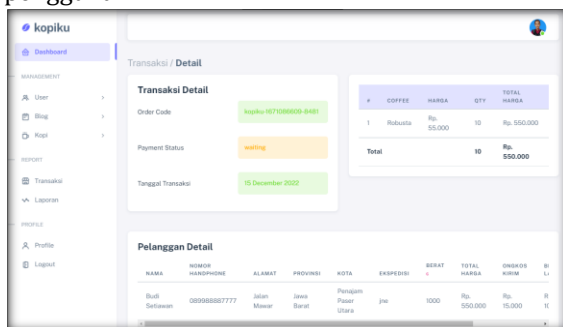 kopiku
Dashboard
Transaksi / Detail
MANAGEMENT
User
Blog
Kopi
REPORT
Transaksi
Laporan
PROFILE
Profile
Logout
Transaksi Detail
Order Code
Payment Status
waiting
Tanggal Transaksi
15 December 2022
# COFFEE HARGA QTY TOTAL HARGA
1 Robusta Rp. 55.000 10 Rp. 550.000
Total 10 Rp. 550.000
Pelanggan Detail
NAMA NOMOR HANDPHONE ALAMAT PROVINSI KOTA EKSPEDISI BERAT TOTAL HARGA ONGKOS KIRIM
Budi Setiawan 089988887777 Jalan Mawar Jawa Barat Penajam Paser Utara jne 1000 Rp. 550.000 Rp. 15.000